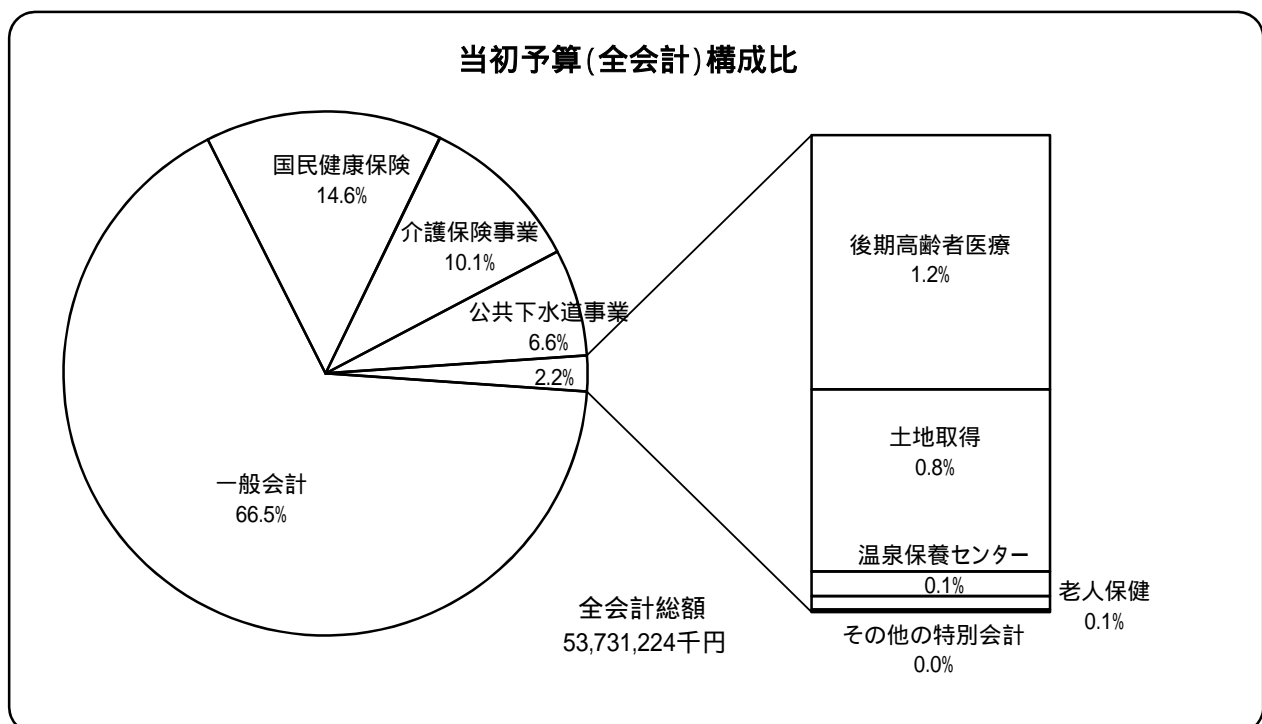 当初予算(全会計)構成比
国民健康保険
14.6%
介護保険事業
10.1%
公共下水道事業
6.6%
2.2%
一般会計
66.5%
全会計総額
53,731,224千円
後期高齢者医療
1.2%
土地取得
0.8%
温泉保養センター
0.1%
老人保健
0.1%
その他の特別会計
0.0%